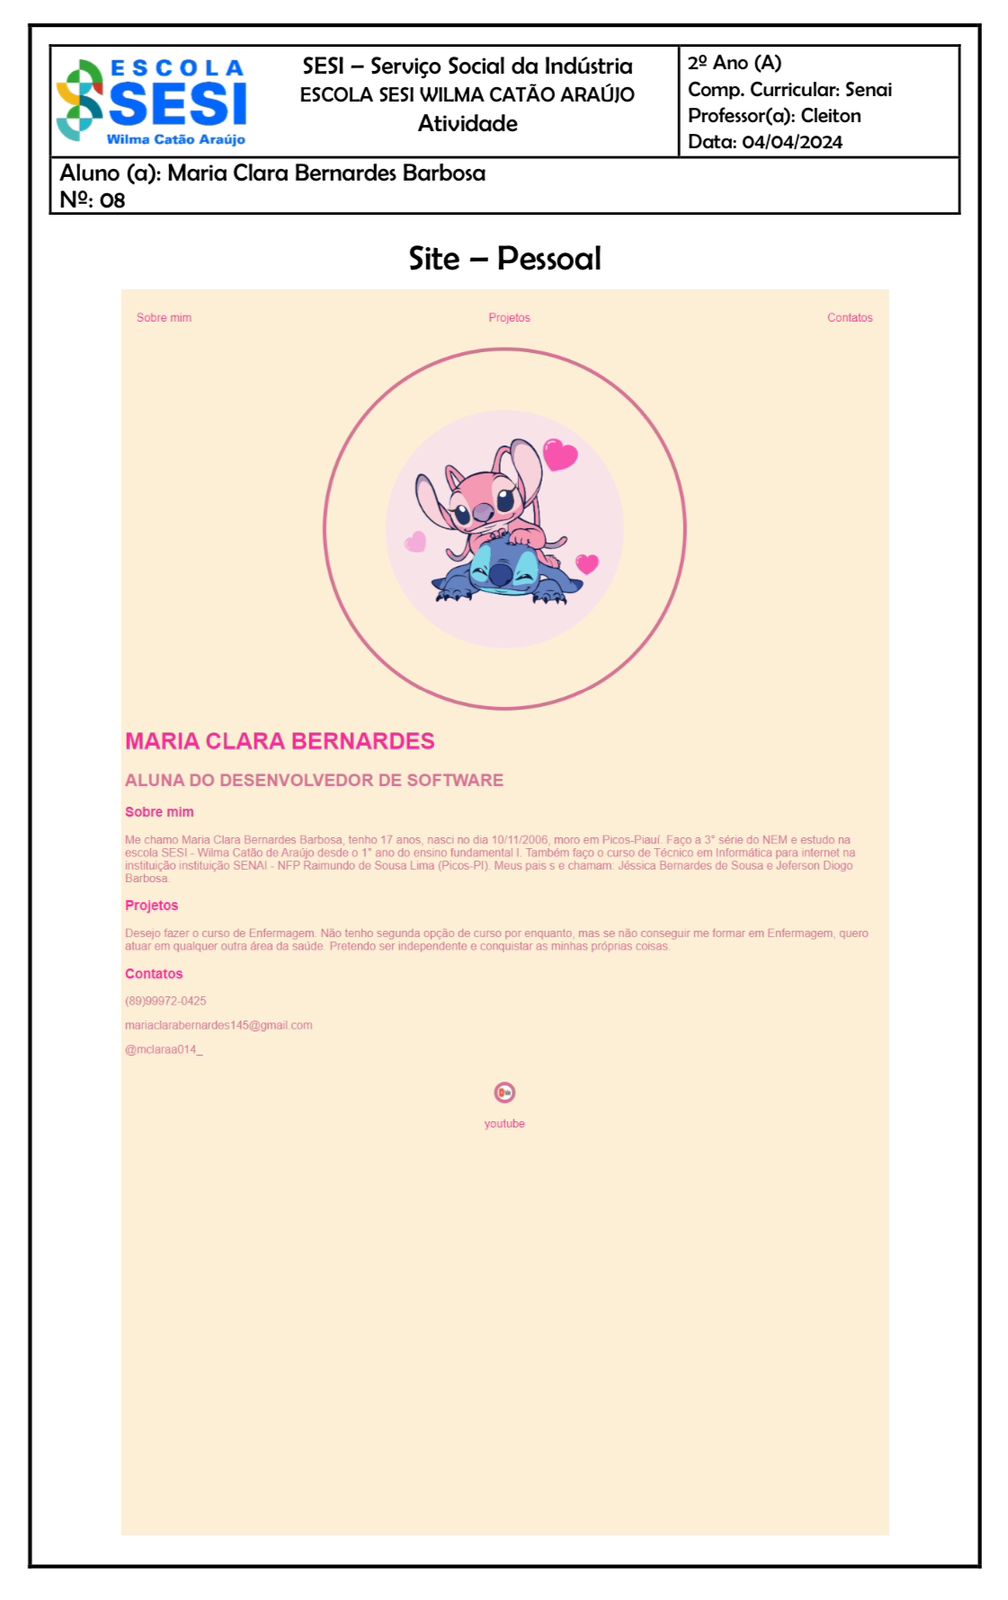 ESCOLA
SESI
Wilma Catão Araújo
SESI – Serviço Social da Indústria
ESCOLA SESI WILMA CATÃO ARAÚJO
Atividade
2º Ano (A)
Comp. Curricular: Senai
Professor(a): Cleiton
Data: 04/04/2024
Aluno (a): Maria Clara Bernardes Barbosa
Nº: 08
Site – Pessoal
Sobre mim
Projetos
Contatos
MARIA CLARA BERNARDES
ALUNA DO DESENVOLVEDOR DE SOFTWARE
Sobre mim
Me chamo Maria Clara Bernardes Barbosa, tenho 17 anos, nasci no dia 10/11/2006, moro em Picos-Piauí. Faço a 3° série do NEM e estudo na
escola SESI - Wilma Catão de Araújo desde o 1° ano do ensino fundamental I. Também faço o curso de Técnico em Informática para internet na
instituição instituição SENAI - NFP Raimundo de Sousa Lima (Picos-PI). Meus pais s e chamam: Jéssica Bernardes de Sousa e Jeferson Diogo
Barbosa.
Projetos
Desejo fazer o curso de Enfermagem. Não tenho segunda opção de curso por enquanto, mas se não conseguir me formar em Enfermagem, quero
atuar em qualquer outra área da saúde. Pretendo ser independente e conquistar as minhas próprias coisas.
Contatos
(89)99972-0425
mariaclarabernardes145@gmail.com
@mclaraa014_
youtube